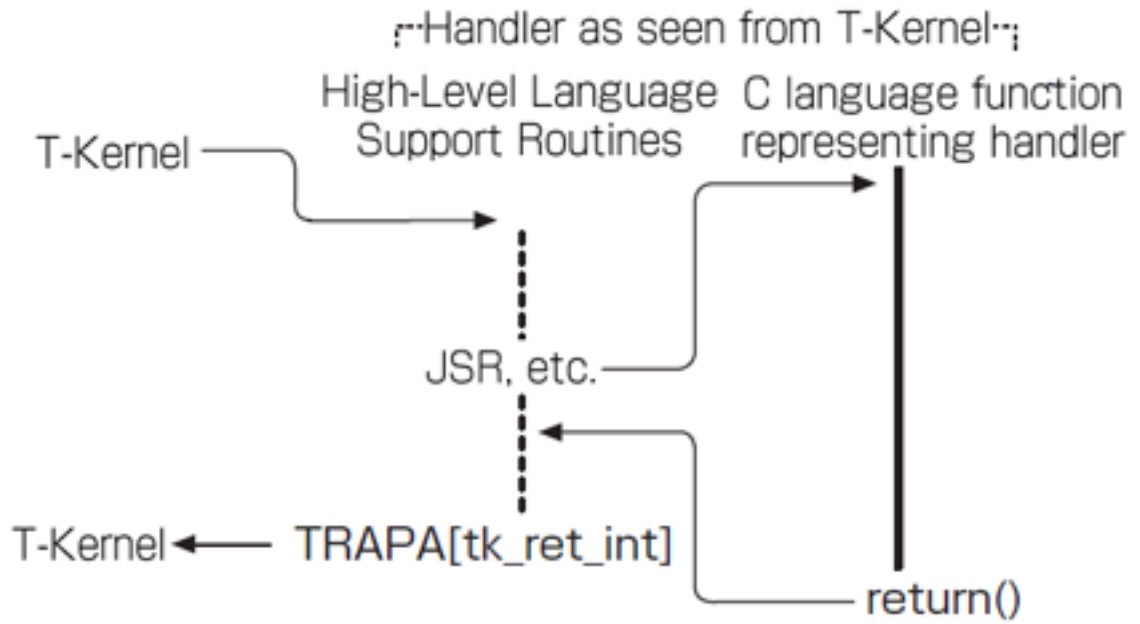 Handler as seen from T-Kernel
High-Level Language
Support Routines
C language function
representing handler
T-Kernel
JSR, etc.
T-Kernel
TRAPA[tk_ret_int]
return()